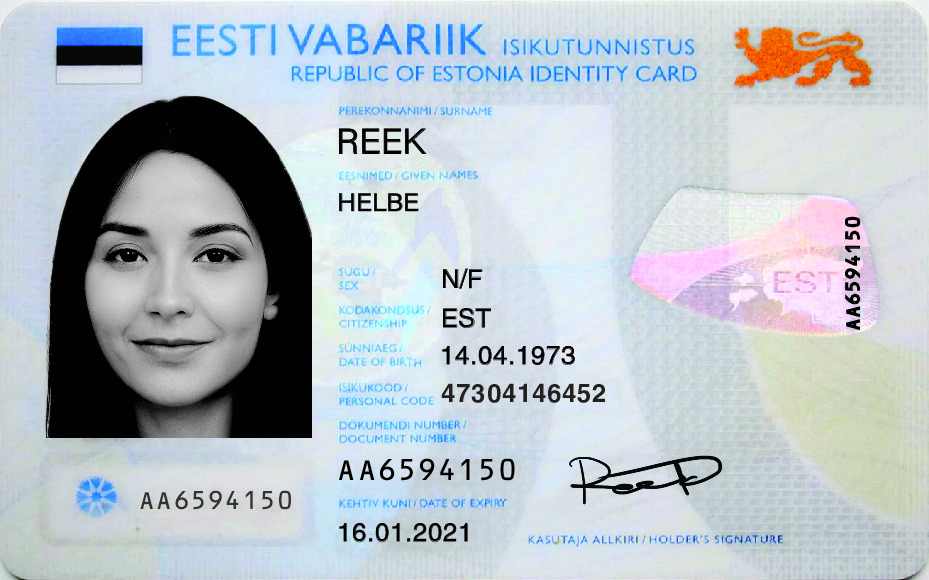 EESTI VABARIIK ISIKUTUNNISTUS
REPUBLIC OF ESTONIA IDENTITY CARD
PEREKONNANIMI / SURNAME
REEK
EESNIMED / GIVEN NAMES
HELBE
SUGU / SEX
N/F
KODAKONDSUS / CITIZENSHIP
EST
SÜNNIAEG / DATE OF BIRTH
14.04.1973
ISIKUKOOD / PERSONAL CODE
47304146452
DOKUMENDI NUMBER / DOCUMENT NUMBER
AA6594150
KEHTIV KUNI / DATE OF EXPIRY
16.01.2021
AA6594150
EST
AA6594150
Reek
KASUTAJA ALLKIRI / HOLDER'S SIGNATURE